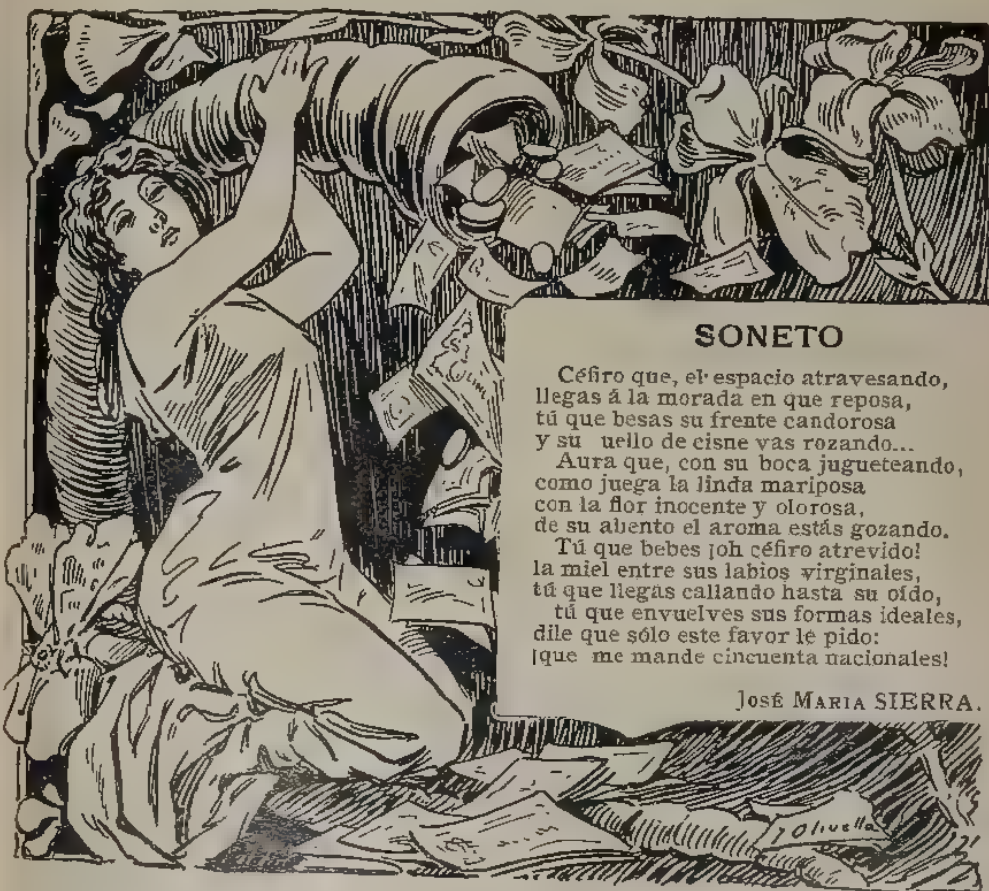 SONETO
Céfiro que, el espacio atravesando,
llegas á la morada en que reposa,
tú que besas su frente candorosa
y su uello de cisne vas rozando...
Aura que, con su boca jugueteando,
como juega la linda mariposa
con la flor inocente y olorosa,
de su aliento el aroma estás gozando.
Tú que bebes ¡oh céfiro atrevido!
la miel entre sus labios virginales,
tú que llegas callando hasta su oído,
tú que envuelves sus formas ideales,
dile que sólo este favor le pido:
¡que me mande cincuenta nacionales!
José MARIA SIERRA.
J Olivella